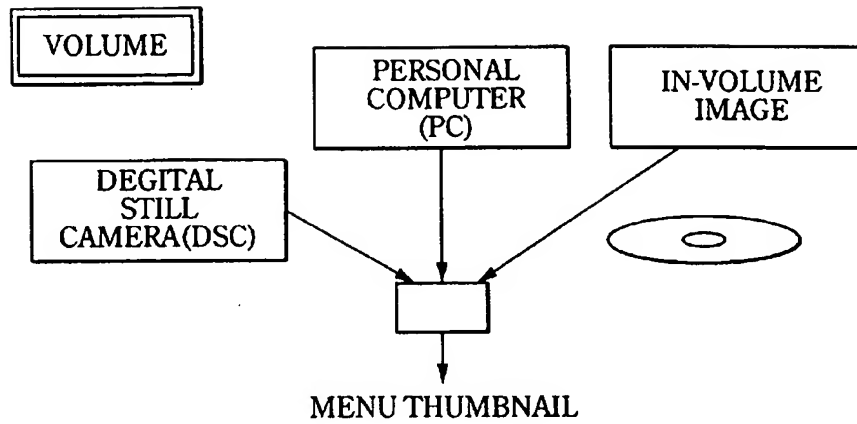 VOLUME
PERSONAL
COMPUTER
(PC)
IN-VOLUME
IMAGE
DEGITAL
STILL
CAMERA(DSC)
MENU THUMBNAIL